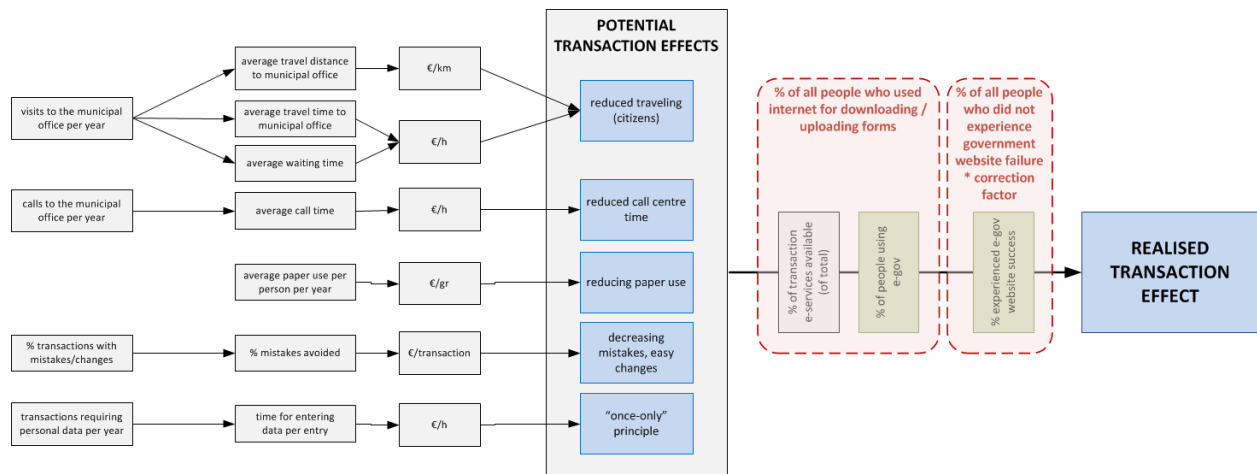 POTENTIAL
TRANSACTION EFFECTS
visits to the municipal
office per year
average travel distance
to municipal office
€/km
average travel time to
municipal office
average waiting time
€/h
reduced traveling
(citizens)
calls to the municipal
office per year
average call time
€/h
reduced call centre
time
average paper use per
person per year
€/gr
reducing paper use
% transactions with
mistakes/changes
% mistakes avoided
€/transaction
decreasing
mistakes, easy
changes
transactions requiring
personal data per year
time for entering
data per entry
€/h
“once-only”
principle
% of all people who used
internet for downloading /
uploading forms
% of transaction
e-services available
(of total)
% of people using
e-gov
% of all people
who did not
experience
government
website failure
* correction
factor
% experienced e-gov
website success
REALISED
TRANSACTION
EFFECT